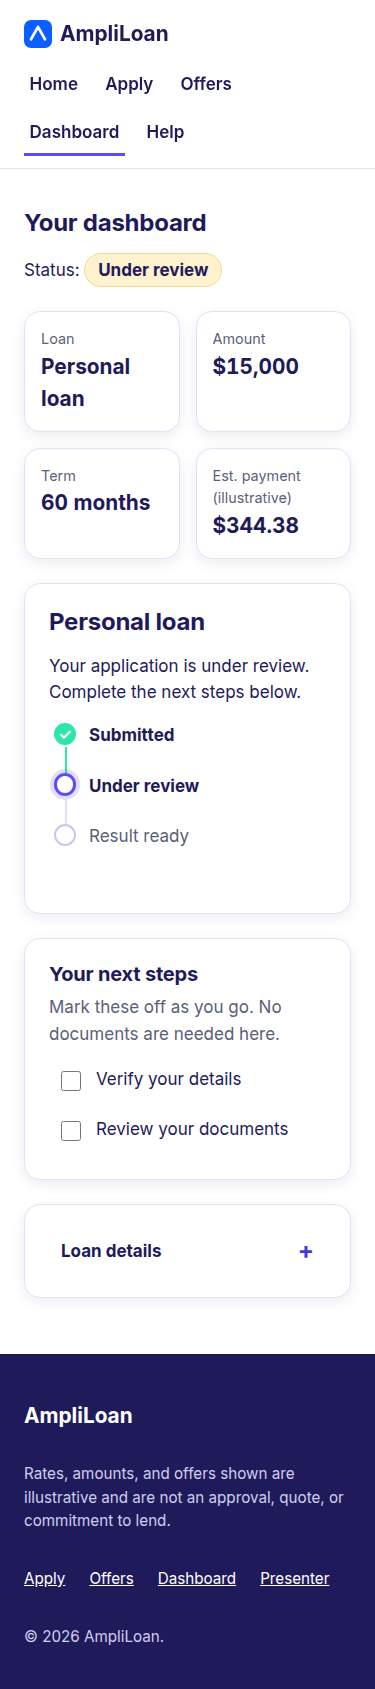 AmpliLoan
Home Apply Offers
Dashboard Help
Your dashboard
Status: Under review
Loan
Personal
loan
Amount
$15,000
Term
60 months
Est. payment
(illustrative)
$344.38
Personal loan
Your application is under review.
Complete the next steps below.
Submitted
Under review
Result ready
Your next steps
Mark these off as you go. No
documents are needed here.
Verify your details
Review your documents
Loan details +
AmpliLoan
Rates, amounts, and offers shown are
illustrative and are not an approval, quote, or
commitment to lend.
Apply Offers Dashboard Presenter
© 2026 AmpliLoan.